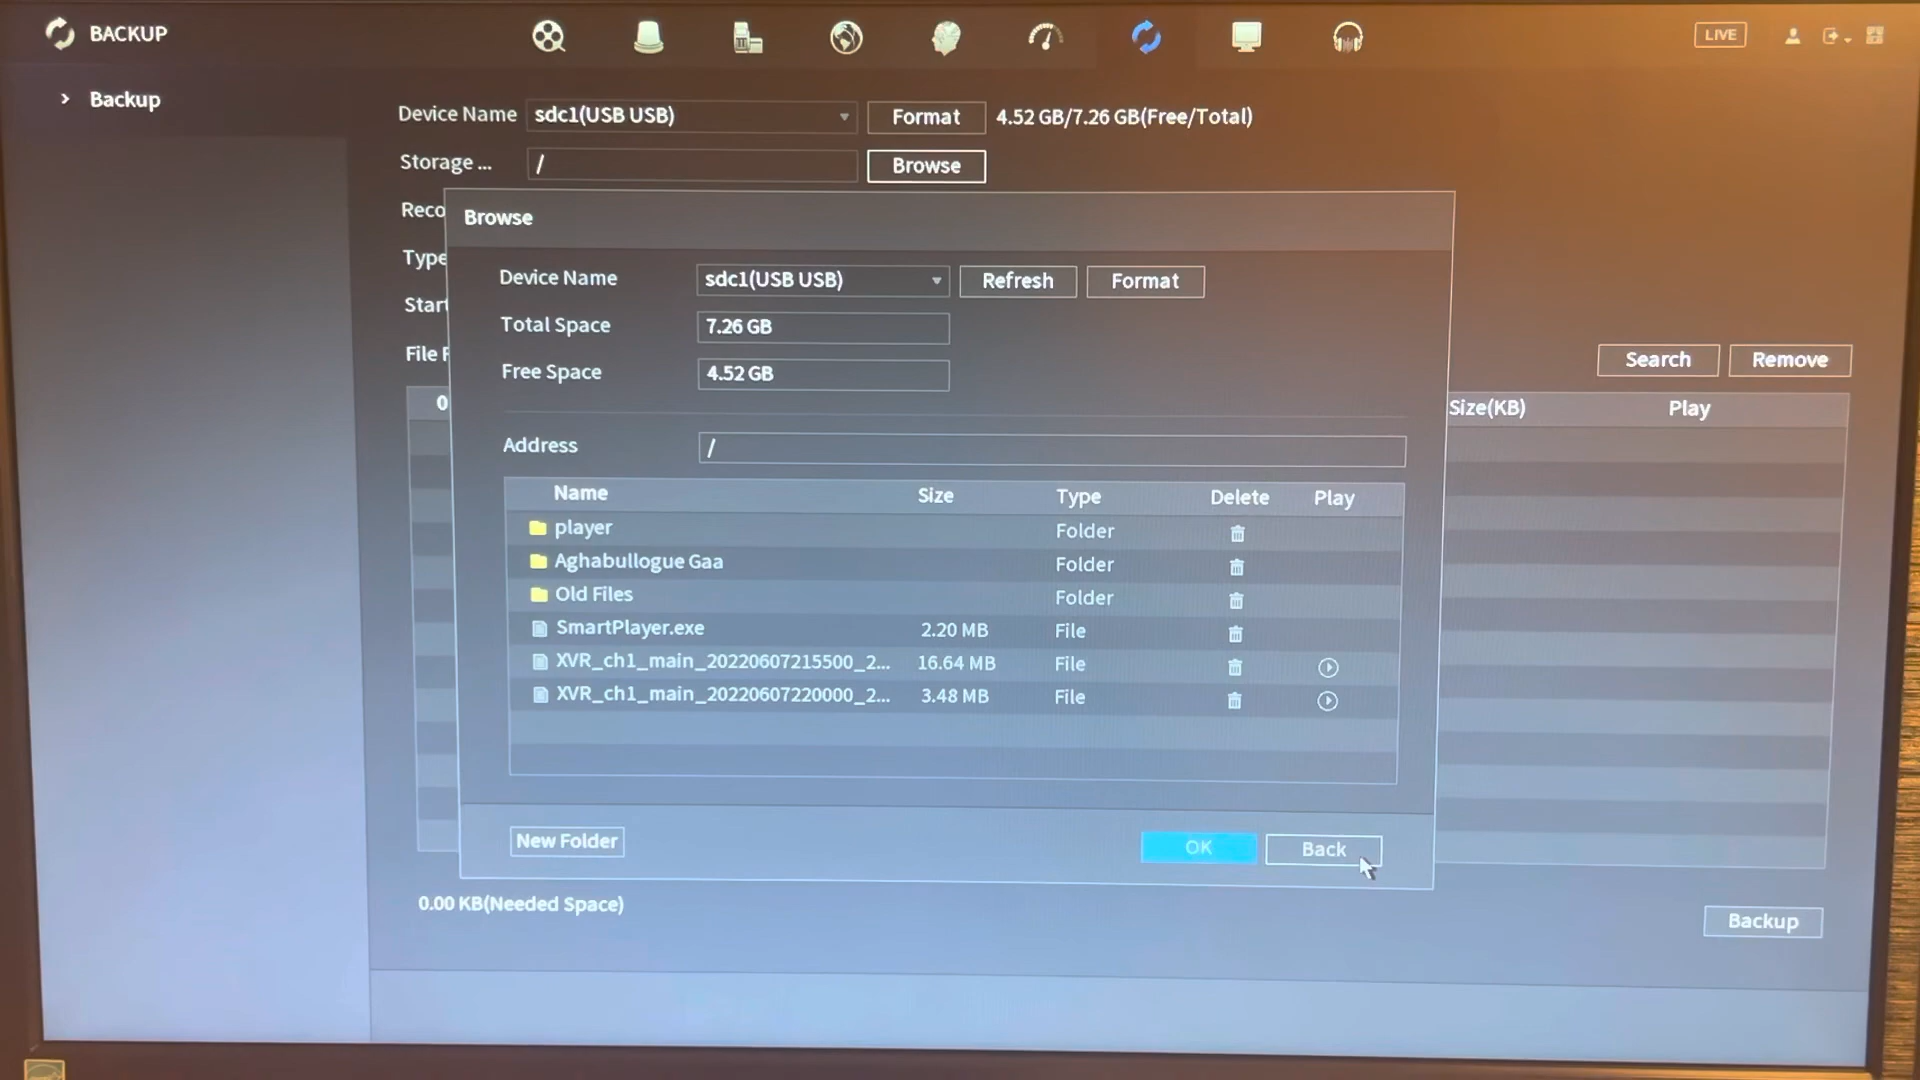 BACKUP
LIVE
Backup
Device Name sdc1(USB USB) Format 4.52 GB/7.26 GB(Free/Total)
Storage ... / Browse
Reco
Type
Start
File F
Search Remove
0
Size(KB) Play
Browse
Device Name sdc1(USB USB) Refresh Format
Total Space 7.26 GB
Free Space 4.52 GB
Address /
Name Size Type Delete Play
player Folder
Aghabullogue Gaa Folder
Old Files Folder
SmartPlayer.exe 2.20 MB File
XVR_ch1_main_20220607215500_2... 16.64 MB File
XVR_ch1_main_20220607220000_2... 3.48 MB File
New Folder OK Back
0.00 KB(Needed Space)
Backup